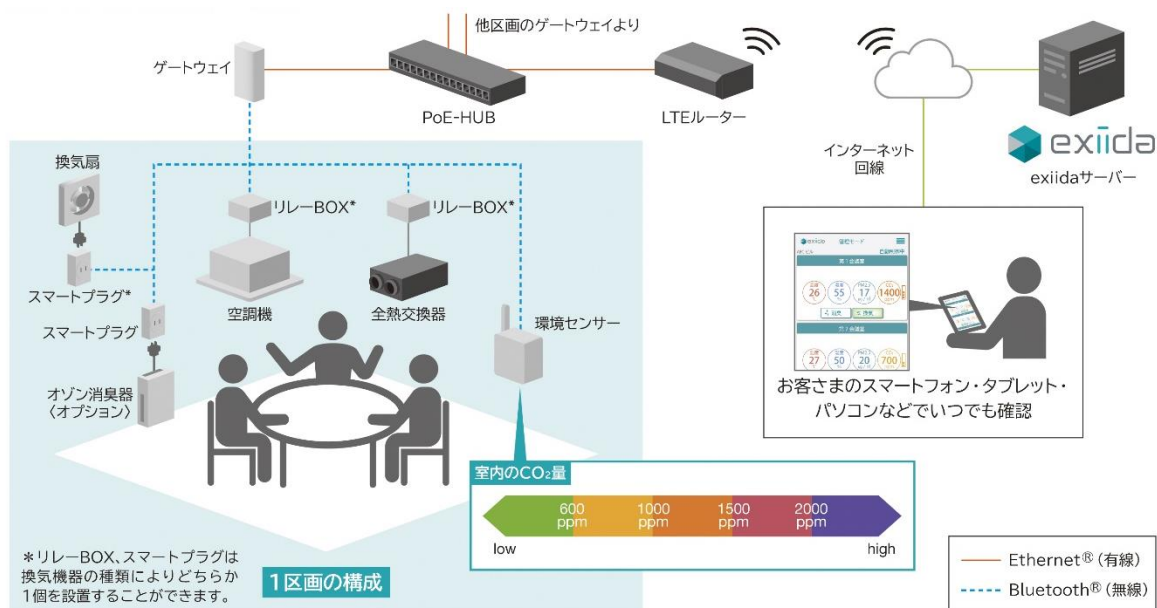 他区画のゲートウェイより
ゲートウェイ
PoE-HUB
LTEルーター
インターネット
回線
exiida
exiidaサーバー
換気扇
リレーBOX*
リレーBOX*
スマートプラグ*
空調機
全熱交換器
環境センサー
スマートプラグ
オゾン消臭器
〈オプション〉
exiida
26
55
17
1400
27
50
20
700
お客さまのスマートフォン・タブレット・
パソコンなどでいつでも確認
室内のCO₂量
600
ppm
1000
ppm
1500
ppm
2000
ppm
low
high
*リレーBOX、スマートプラグは
換気機器の種類によりどちらか
1個を設置することができます。
1区画の構成
Ethernet®(有線)
Bluetooth®(無線)